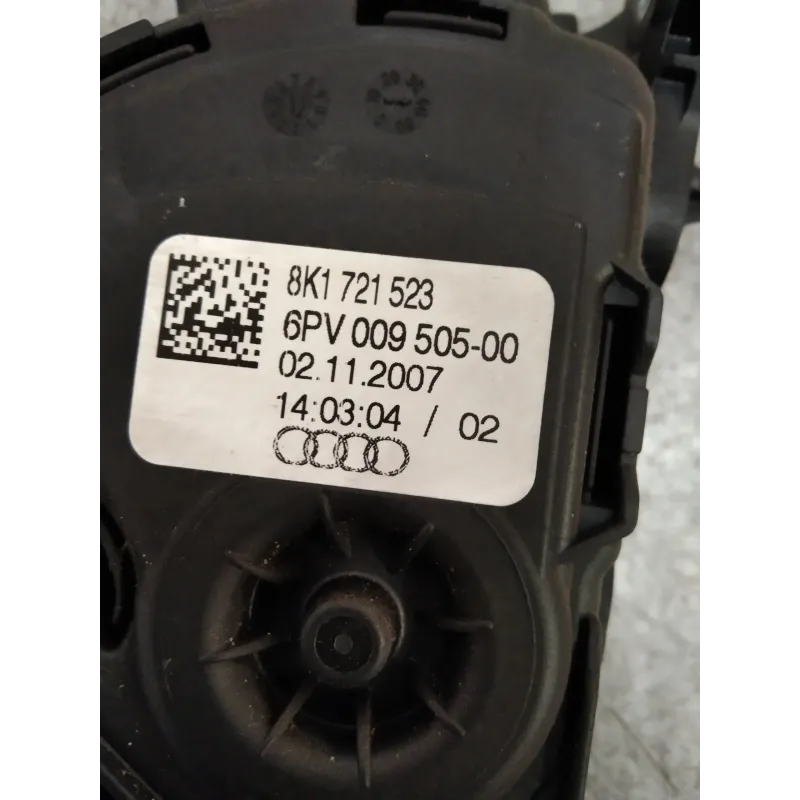 8K1 721 523
6PV 009 505-00
02.11.2007
14:03:04 / 02